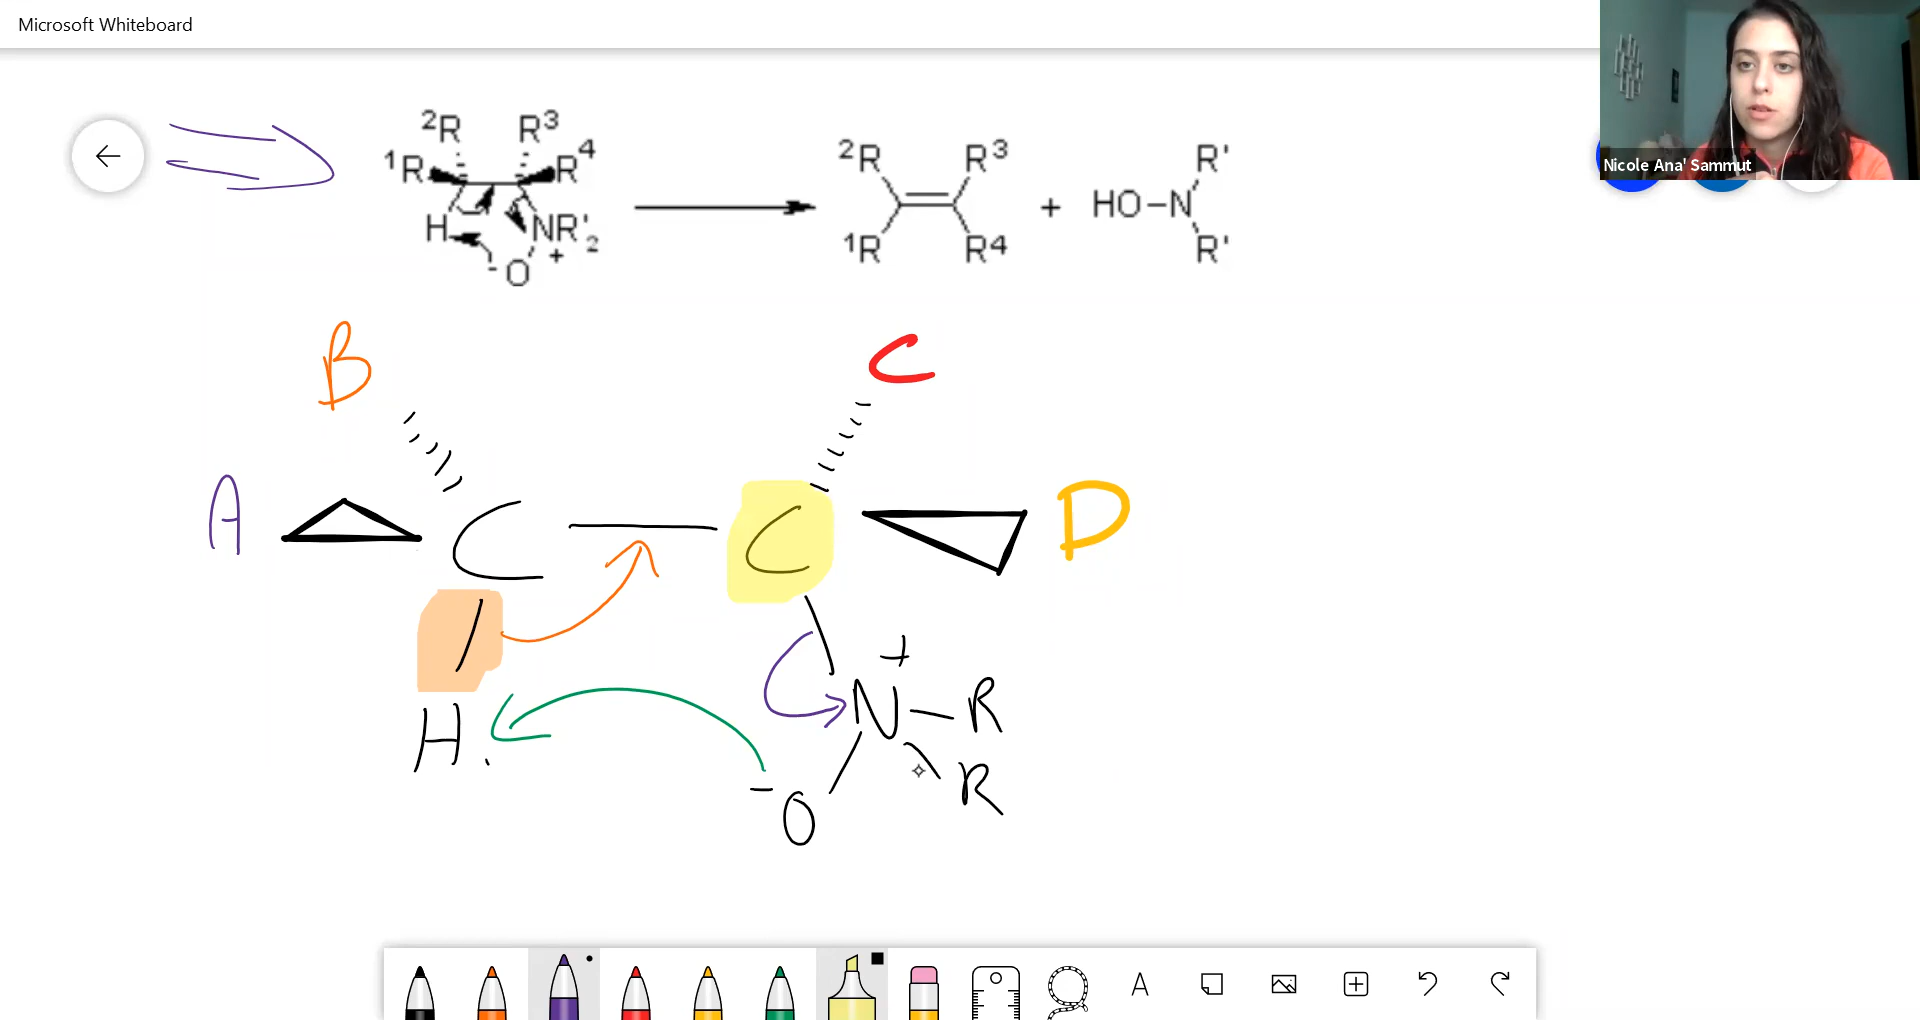 Microsoft Whiteboard
Nicole Ana' Sammut
²R R³
¹R R⁴
H NR'₂
+
- O
²R R³
¹R R4
+
HO–N
R'
R'
B C
A C C D
+
H. N – R
R
- O
A